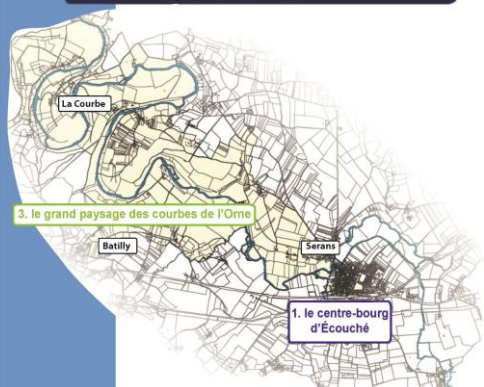 La Courbe
3. le grand paysage des courbes de l'Orne
Batilly
Serans
1. le centre-bourg
d'Écouché